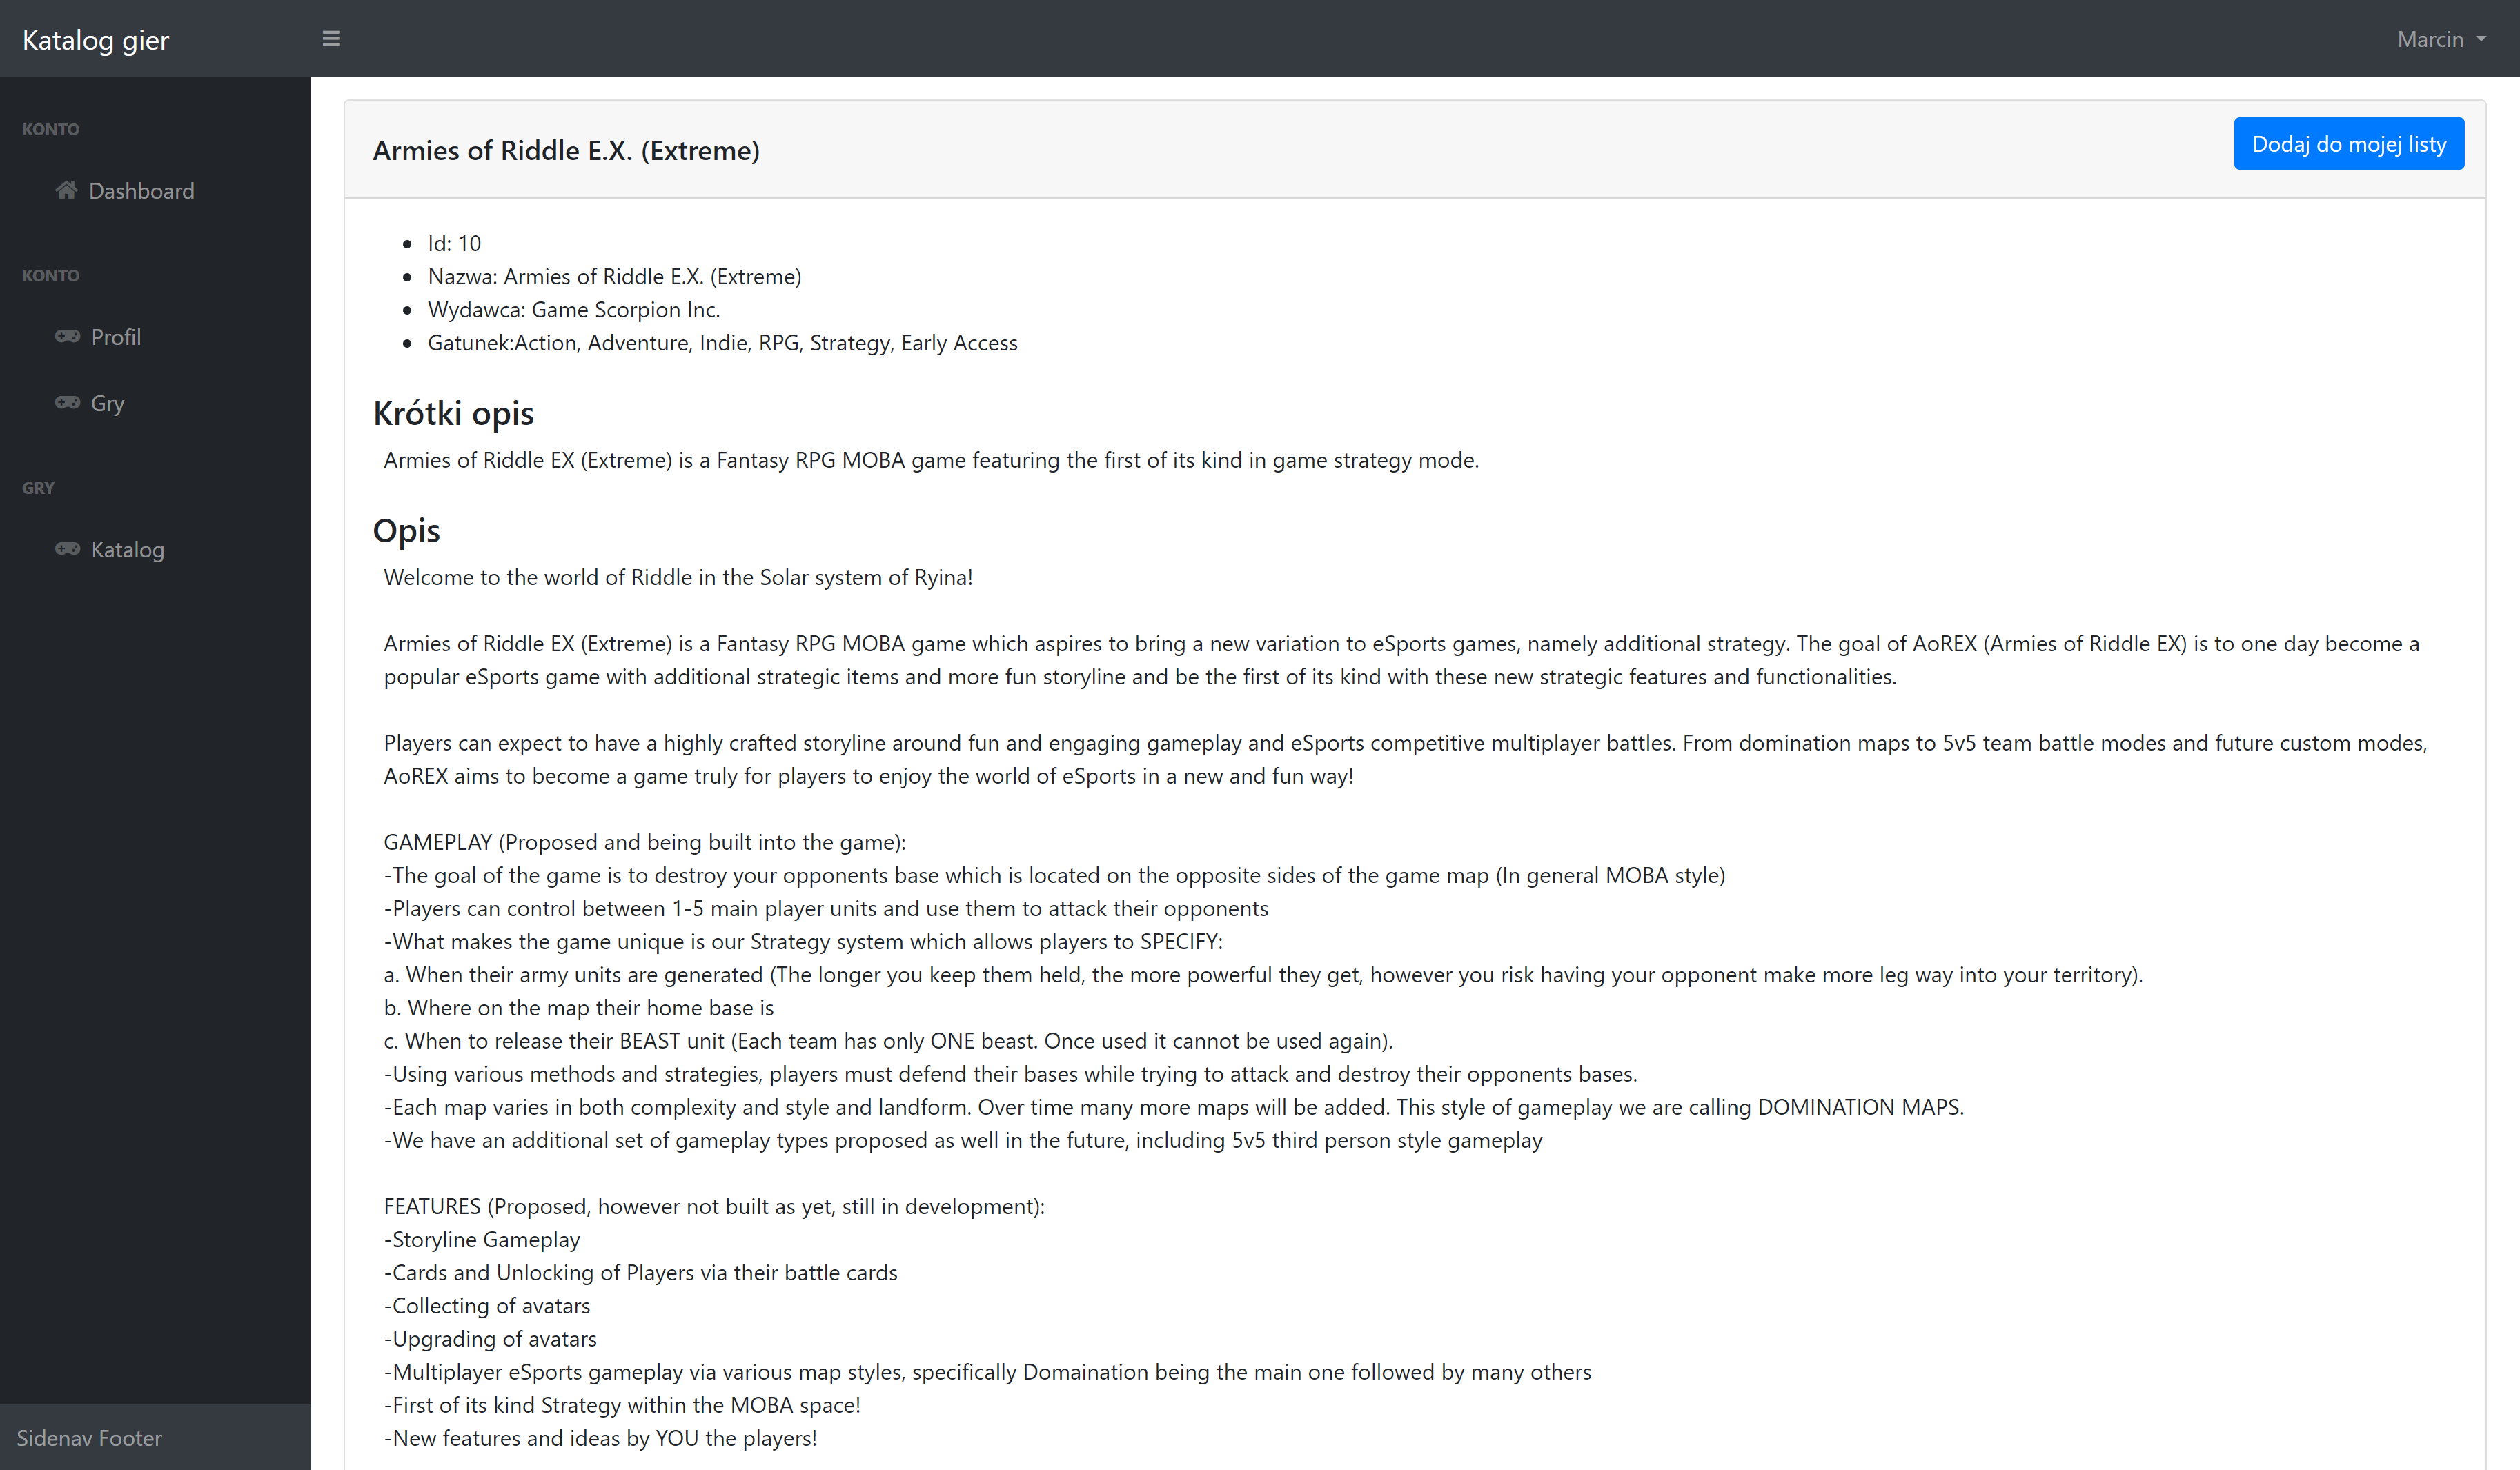 Katalog gier
Marcin
KONTO
Dashboard
KONTO
Profil
Gry
GRY
Katalog
Sidenav Footer
Armies of Riddle E.X. (Extreme)
Dodaj do mojej listy
Id: 10
Nazwa: Armies of Riddle E.X. (Extreme)
Wydawca: Game Scorpion Inc.
Gatunek:Action, Adventure, Indie, RPG, Strategy, Early Access
Krótki opis
Armies of Riddle EX (Extreme) is a Fantasy RPG MOBA game featuring the first of its kind in game strategy mode.
Opis
Welcome to the world of Riddle in the Solar system of Ryina!
Armies of Riddle EX (Extreme) is a Fantasy RPG MOBA game which aspires to bring a new variation to eSports games, namely additional strategy. The goal of AoREX (Armies of Riddle EX) is to one day become a
popular eSports game with additional strategic items and more fun storyline and be the first of its kind with these new strategic features and functionalities.
Players can expect to have a highly crafted storyline around fun and engaging gameplay and eSports competitive multiplayer battles. From domination maps to 5v5 team battle modes and future custom modes,
AoREX aims to become a game truly for players to enjoy the world of eSports in a new and fun way!
GAMEPLAY (Proposed and being built into the game):
-The goal of the game is to destroy your opponents base which is located on the opposite sides of the game map (In general MOBA style)
-Players can control between 1-5 main player units and use them to attack their opponents
-What makes the game unique is our Strategy system which allows players to SPECIFY:
a. When their army units are generated (The longer you keep them held, the more powerful they get, however you risk having your opponent make more leg way into your territory).
b. Where on the map their home base is
c. When to release their BEAST unit (Each team has only ONE beast. Once used it cannot be used again).
-Using various methods and strategies, players must defend their bases while trying to attack and destroy their opponents bases.
-Each map varies in both complexity and style and landform. Over time many more maps will be added. This style of gameplay we are calling DOMINATION MAPS.
-We have an additional set of gameplay types proposed as well in the future, including 5v5 third person style gameplay
FEATURES (Proposed, however not built as yet, still in development):
-Storyline Gameplay
-Cards and Unlocking of Players via their battle cards
-Collecting of avatars
-Upgrading of avatars
-Multiplayer eSports gameplay via various map styles, specifically Domaination being the main one followed by many others
-First of its kind Strategy within the MOBA space!
-New features and ideas by YOU the players!